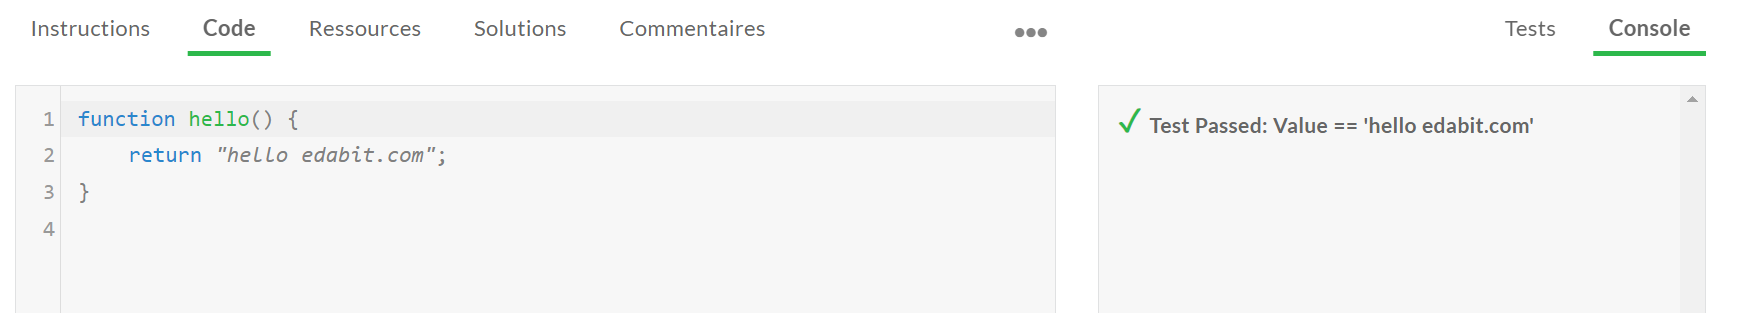 Instructions Code Ressources Solutions Commentaires ••• Tests Console
1 function hello() {
2 return "hello edabit.com";
3 }
4
✓ Test Passed: Value == 'hello edabit.com'